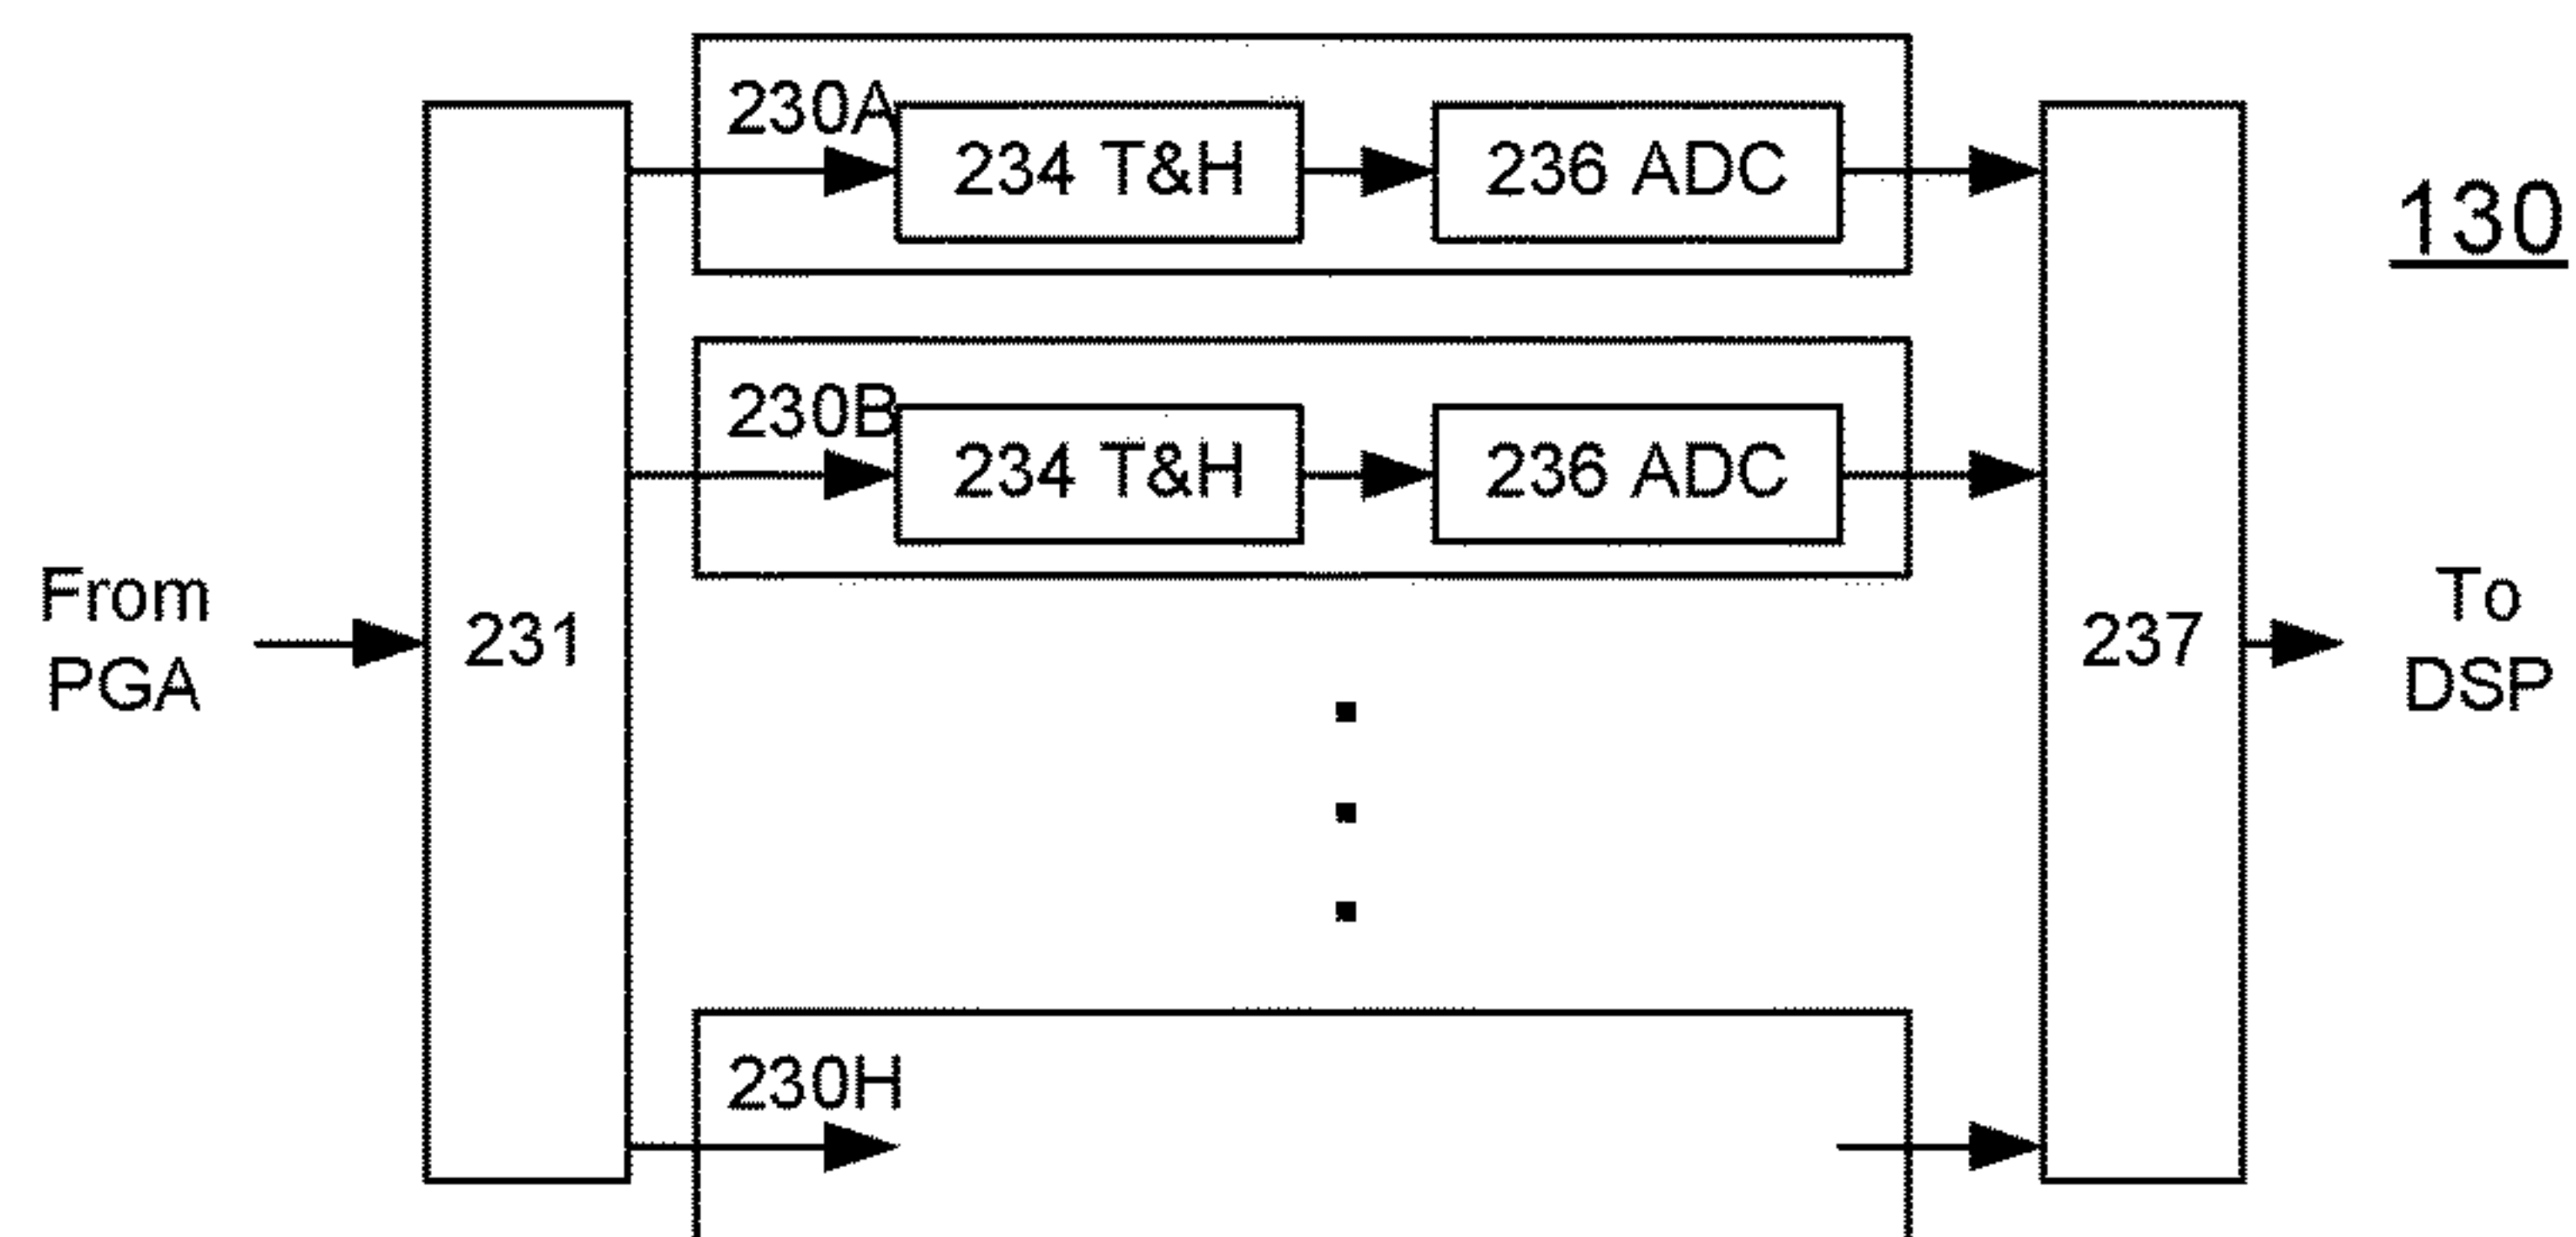 230A
234 T&H
236 ADC
130
230B
234 T&H
236 ADC
From
PGA
231
237
To
DSP
230H